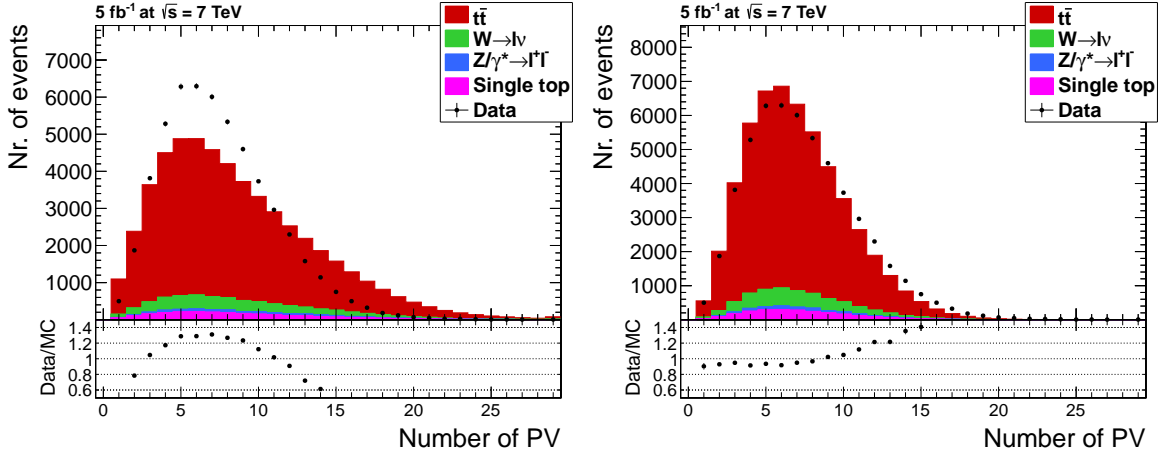 5 fb⁻¹ at √s = 7 TeV
tt̄
W→lν
Z/γ*→l⁺l⁻
Single top
Data
Nr. of events
7000
6000
5000
4000
3000
2000
1000
Data/MC
1.4
1.2
1
0.8
0.6
0 5 10 15 20 25
Number of PV
5 fb⁻¹ at √s = 7 TeV
tt̄
W→lν
Z/γ*→l⁺l⁻
Single top
Data
Nr. of events
8000
7000
6000
5000
4000
3000
2000
1000
Data/MC
1.4
1.2
1
0.8
0.6
0 5 10 15 20 25
Number of PV